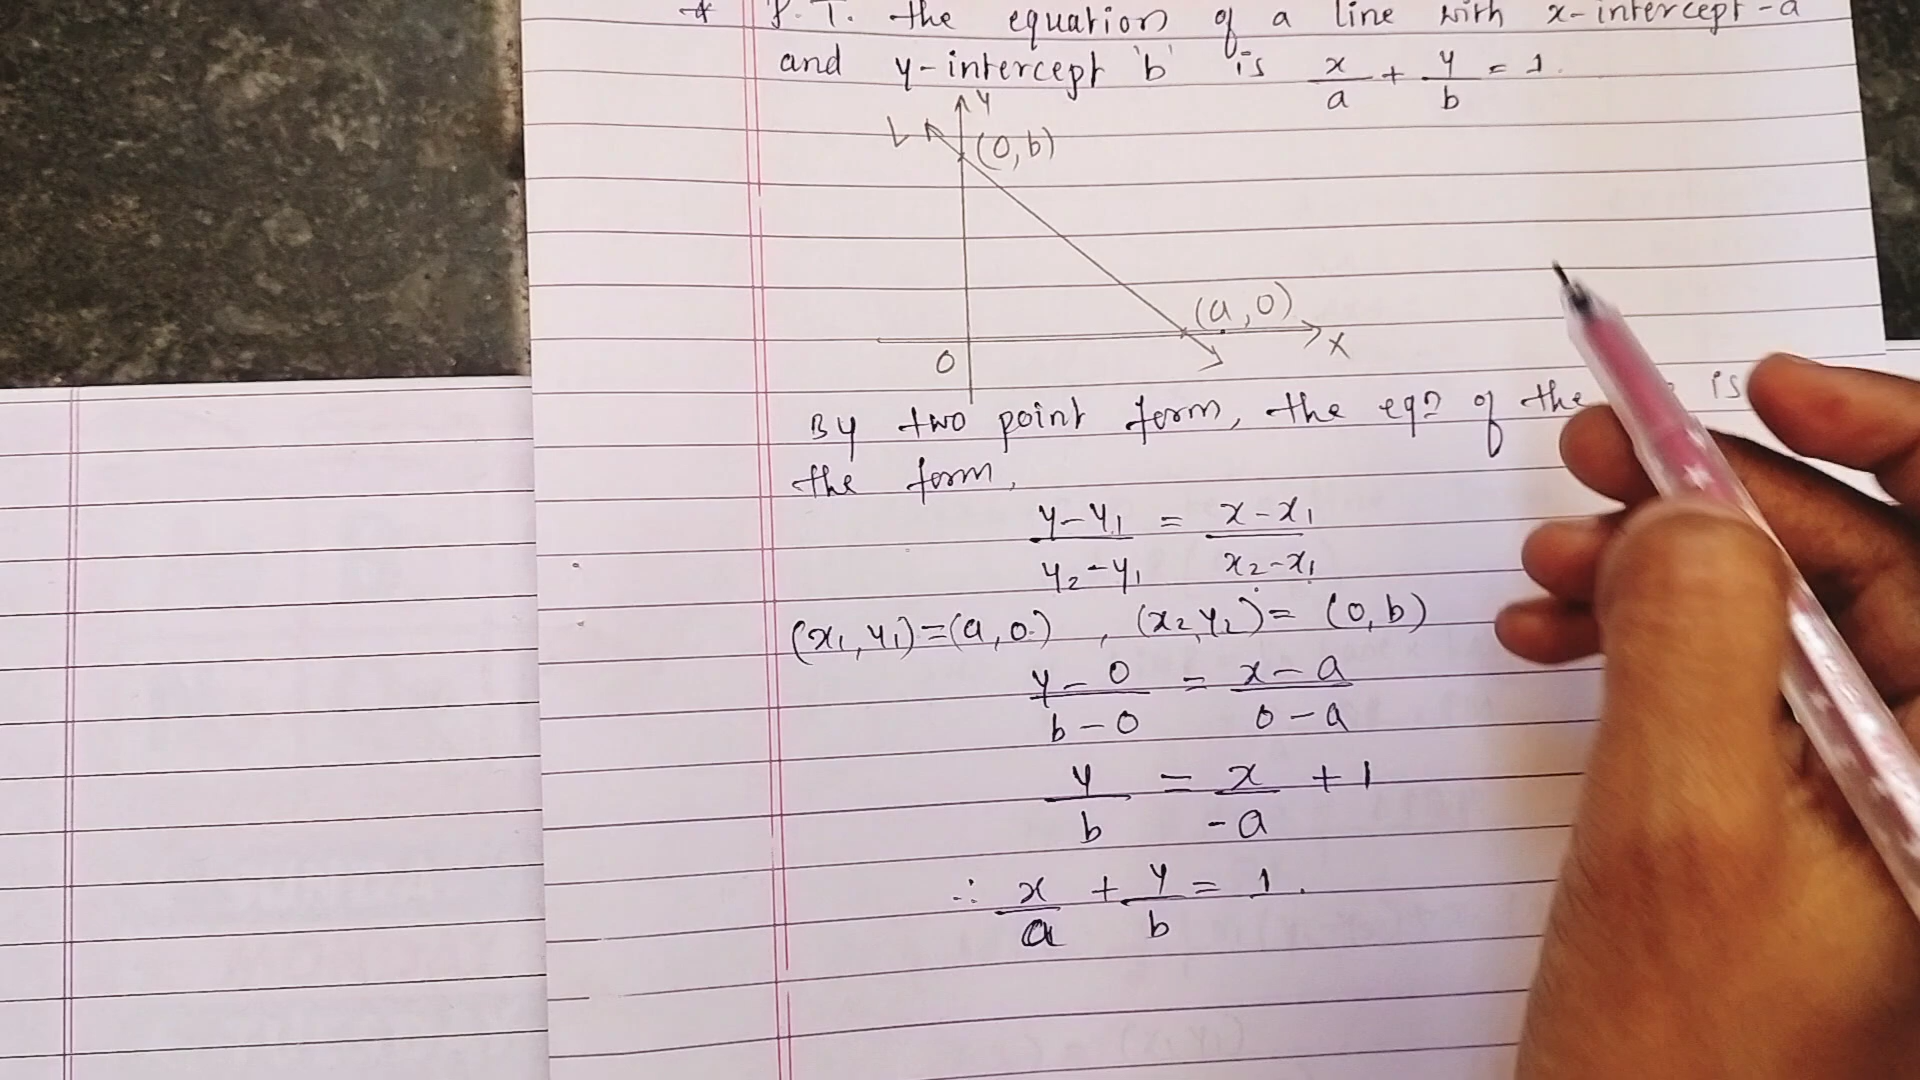 * P. T. the equation of a line with x-intercept-a
and y-intercept 'b' is x/a + y/b = 1.
Y
L
(0,b)
(a,0)
0
X
By two point form, the eqn of the is
the form,
y-y1/y2-y1 = x-x1/x2-x1
(x1,y1)=(a,0) , (x2,y2)= (0,b)
y-0/b-0 = x-a/0-a
y/b = x/-a + 1
∴ x/a + y/b = 1.